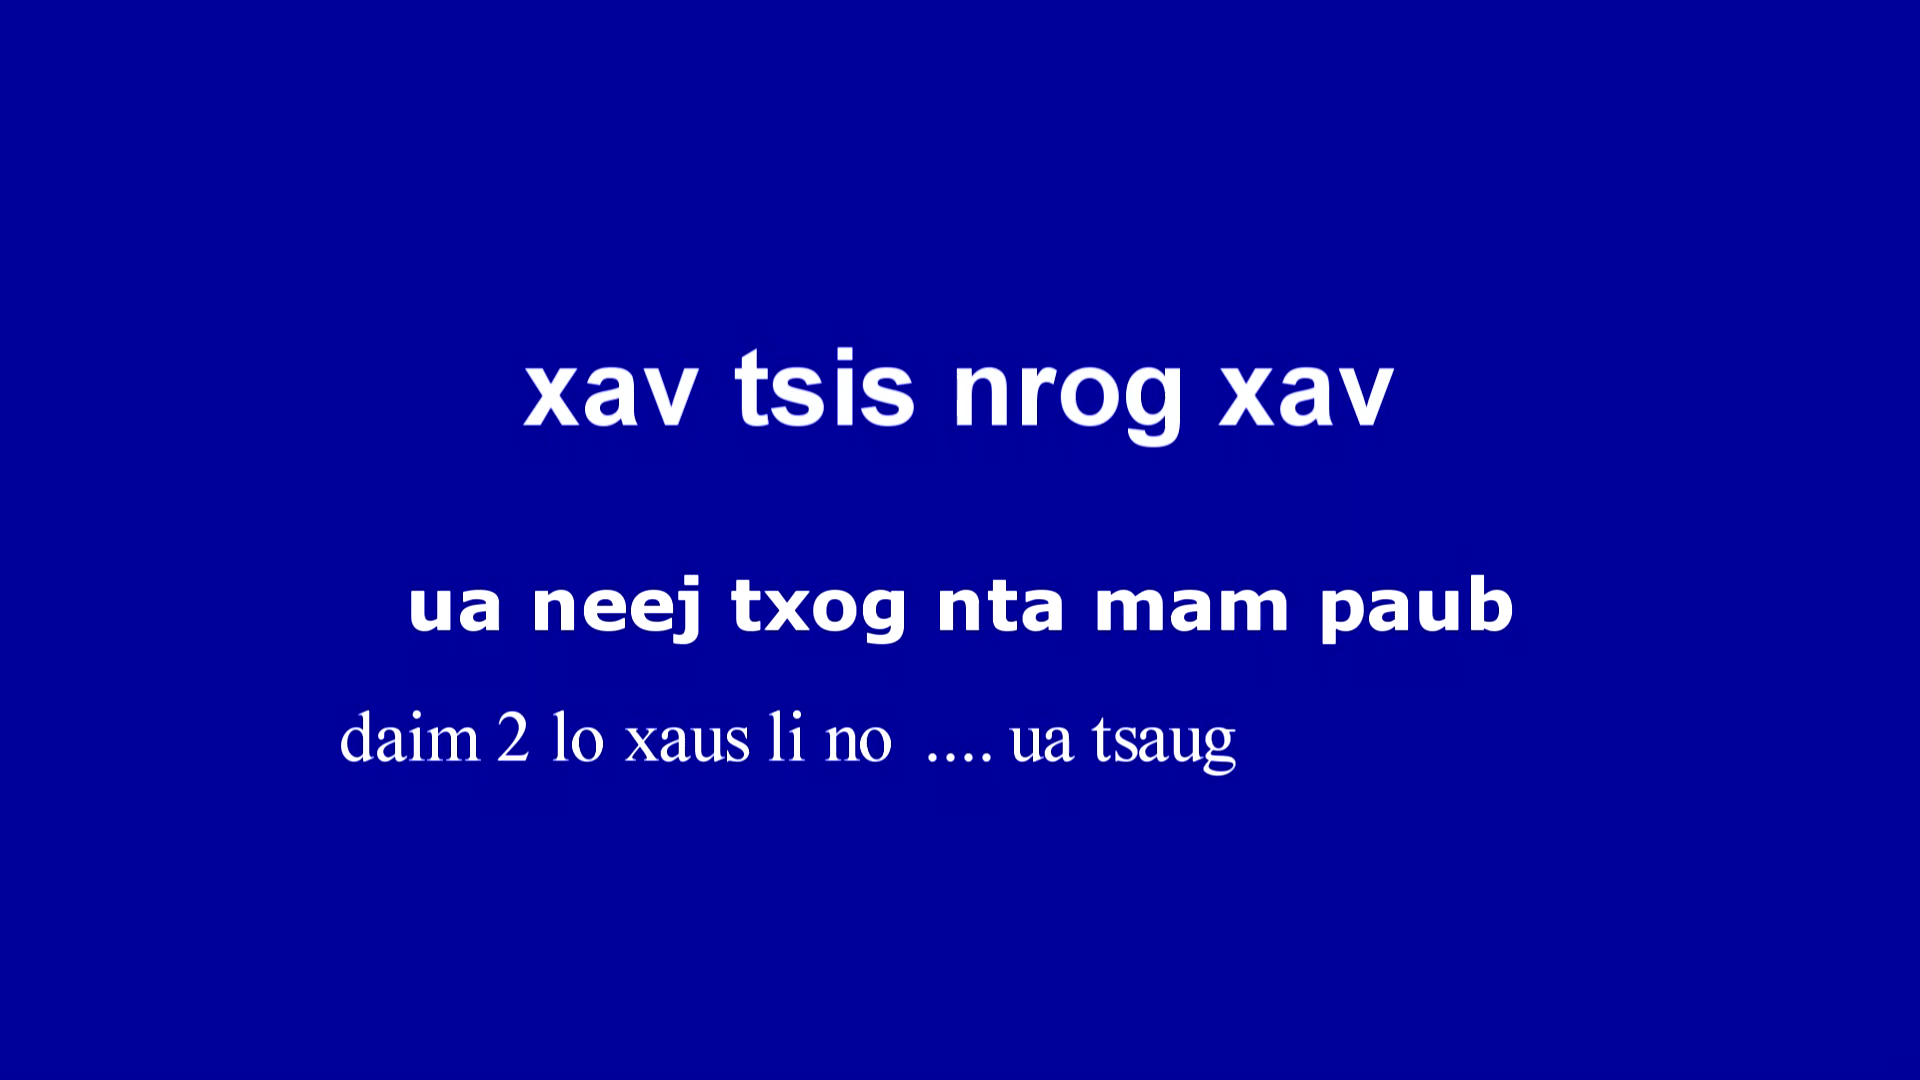 xav tsis nrog xav
ua neej txog nta mam paub
daim 2 lo xaus li no .... ua tsaug